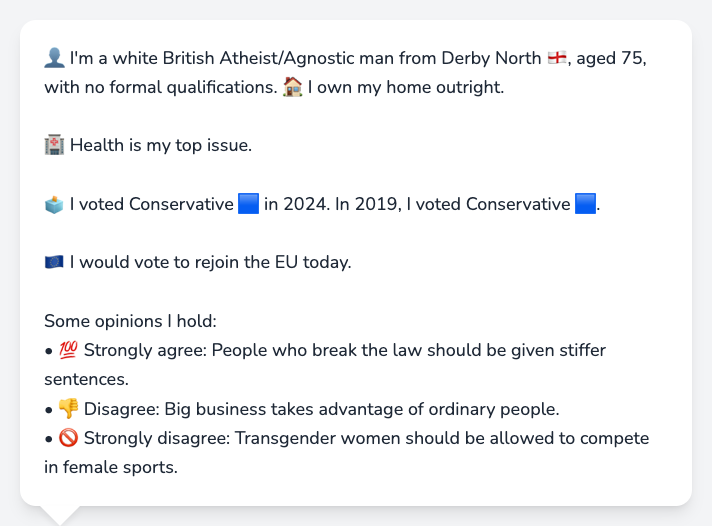 👤 I'm a white British Atheist/Agnostic man from Derby North 🏴󠁧󠁢󠁥󠁮󠁧󠁿, aged 75,
with no formal qualifications. 🏠 I own my home outright.
🏥 Health is my top issue.
🗳️ I voted Conservative 🟦 in 2024. In 2019, I voted Conservative 🟦.
🇪🇺 I would vote to rejoin the EU today.
Some opinions I hold:
• 💯 Strongly agree: People who break the law should be given stiffer
sentences.
• 👎 Disagree: Big business takes advantage of ordinary people.
• 🚫 Strongly disagree: Transgender women should be allowed to compete
in female sports.